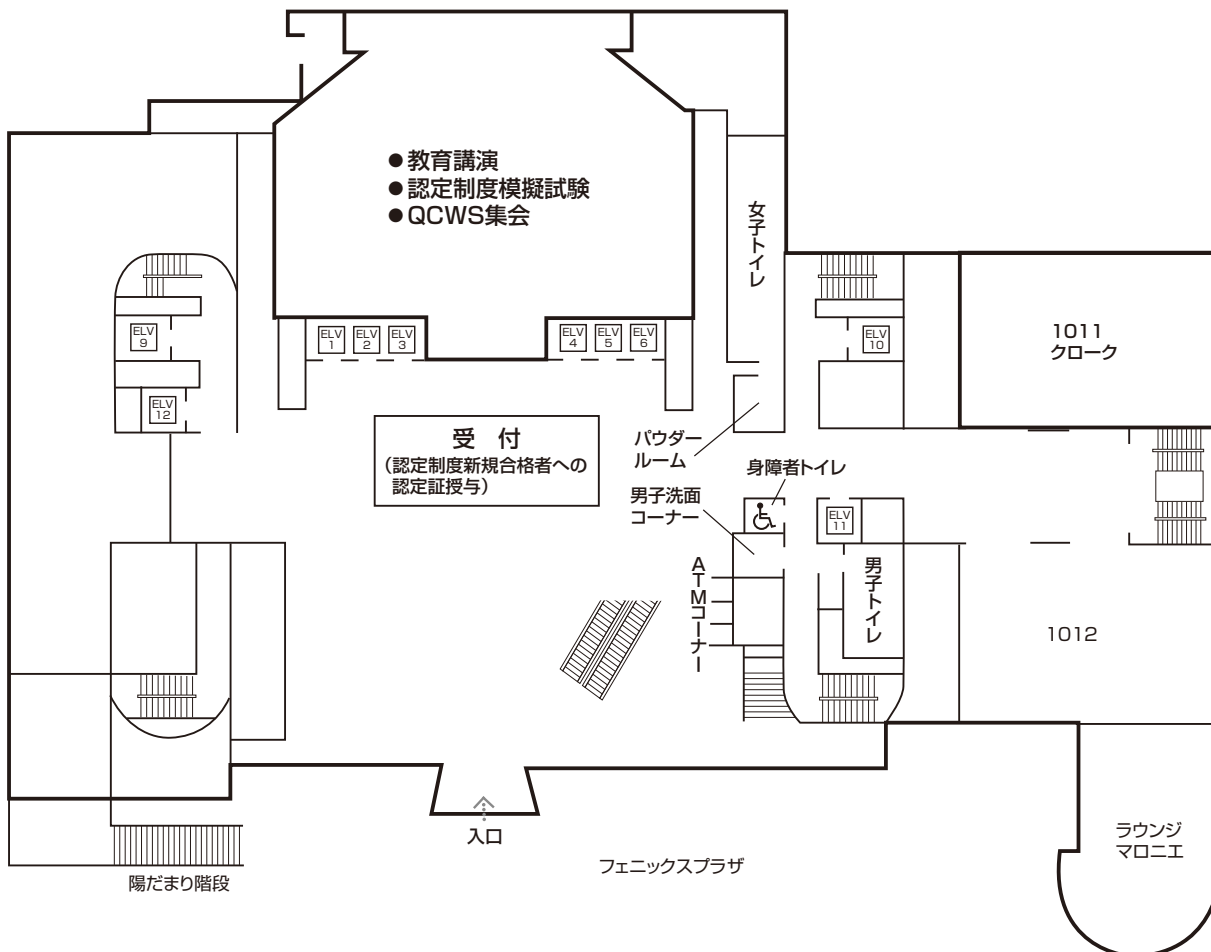 ●教育講演
●認定制度模擬試験
●QCWS集会
女子トイレ
ELV
1
ELV
2
ELV
3
ELV
4
ELV
5
ELV
6
ELV
9
ELV
12
ELV
10
1011
クローク
受 付
(認定制度新規合格者への
認定証授与)
パウダー
ルーム
身障者トイレ
男子洗面
コーナー
ELV
11
ATMコーナー
男子トイレ
1012
入口
フェニックスプラザ
ラウンジ
マロニエ
陽だまり階段